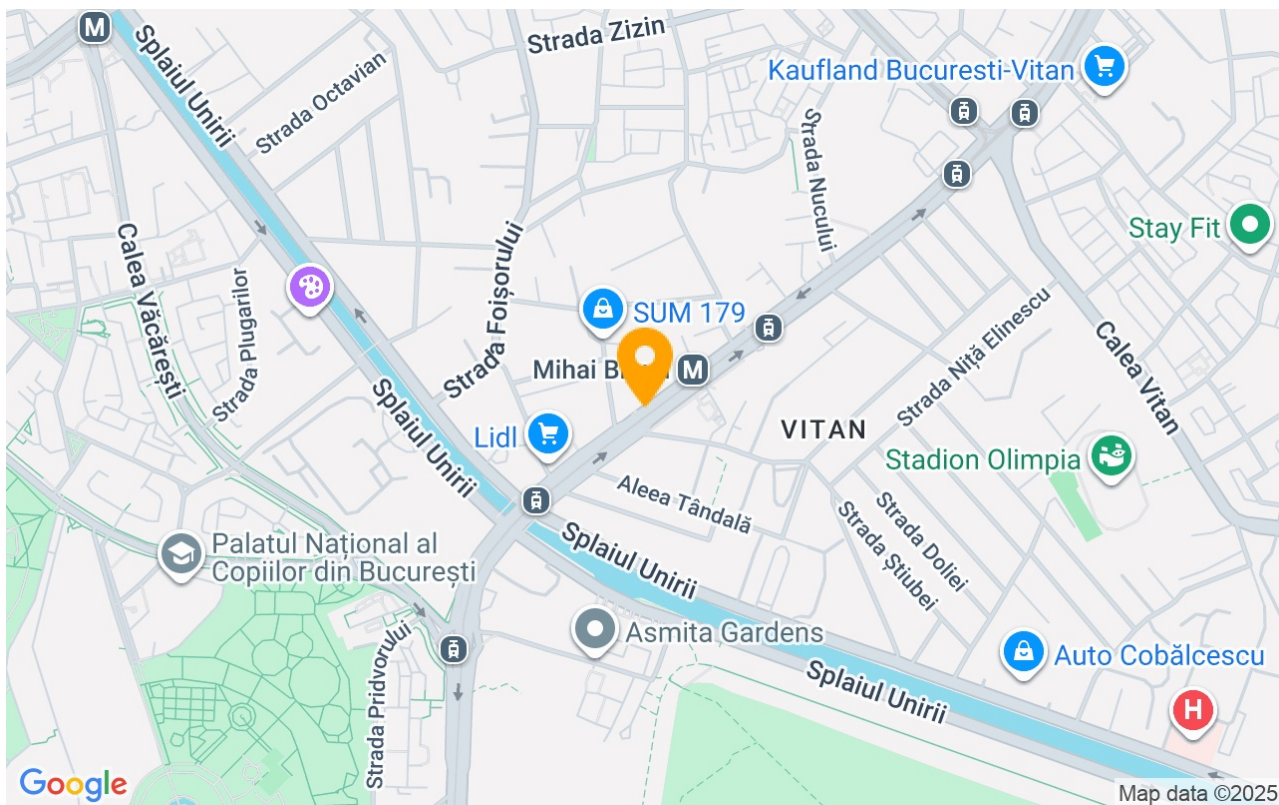 M
Splaiul Unirii
Strada Octavian
Strada Zizin
Kaufland Bucuresti-Vitan
Strada Nucului
Stay Fit
Calea Văcărești
Strada Plugarilor
Strada Foișorului
SUM 179
Mihai B
M
Strada Niță Elinescu
Calea Vitan
Splaiul Unirii
Lidl
VITAN
Stadion Olimpia
Aleea Tândală
Strada Doliei
Strada Știubei
Palatul Național al
Copiilor din București
Splaiul Unirii
Asmita Gardens
Strada Pridvorului
Auto Cobălcescu
Splaiul Unirii
H
Google
Map data ©2025